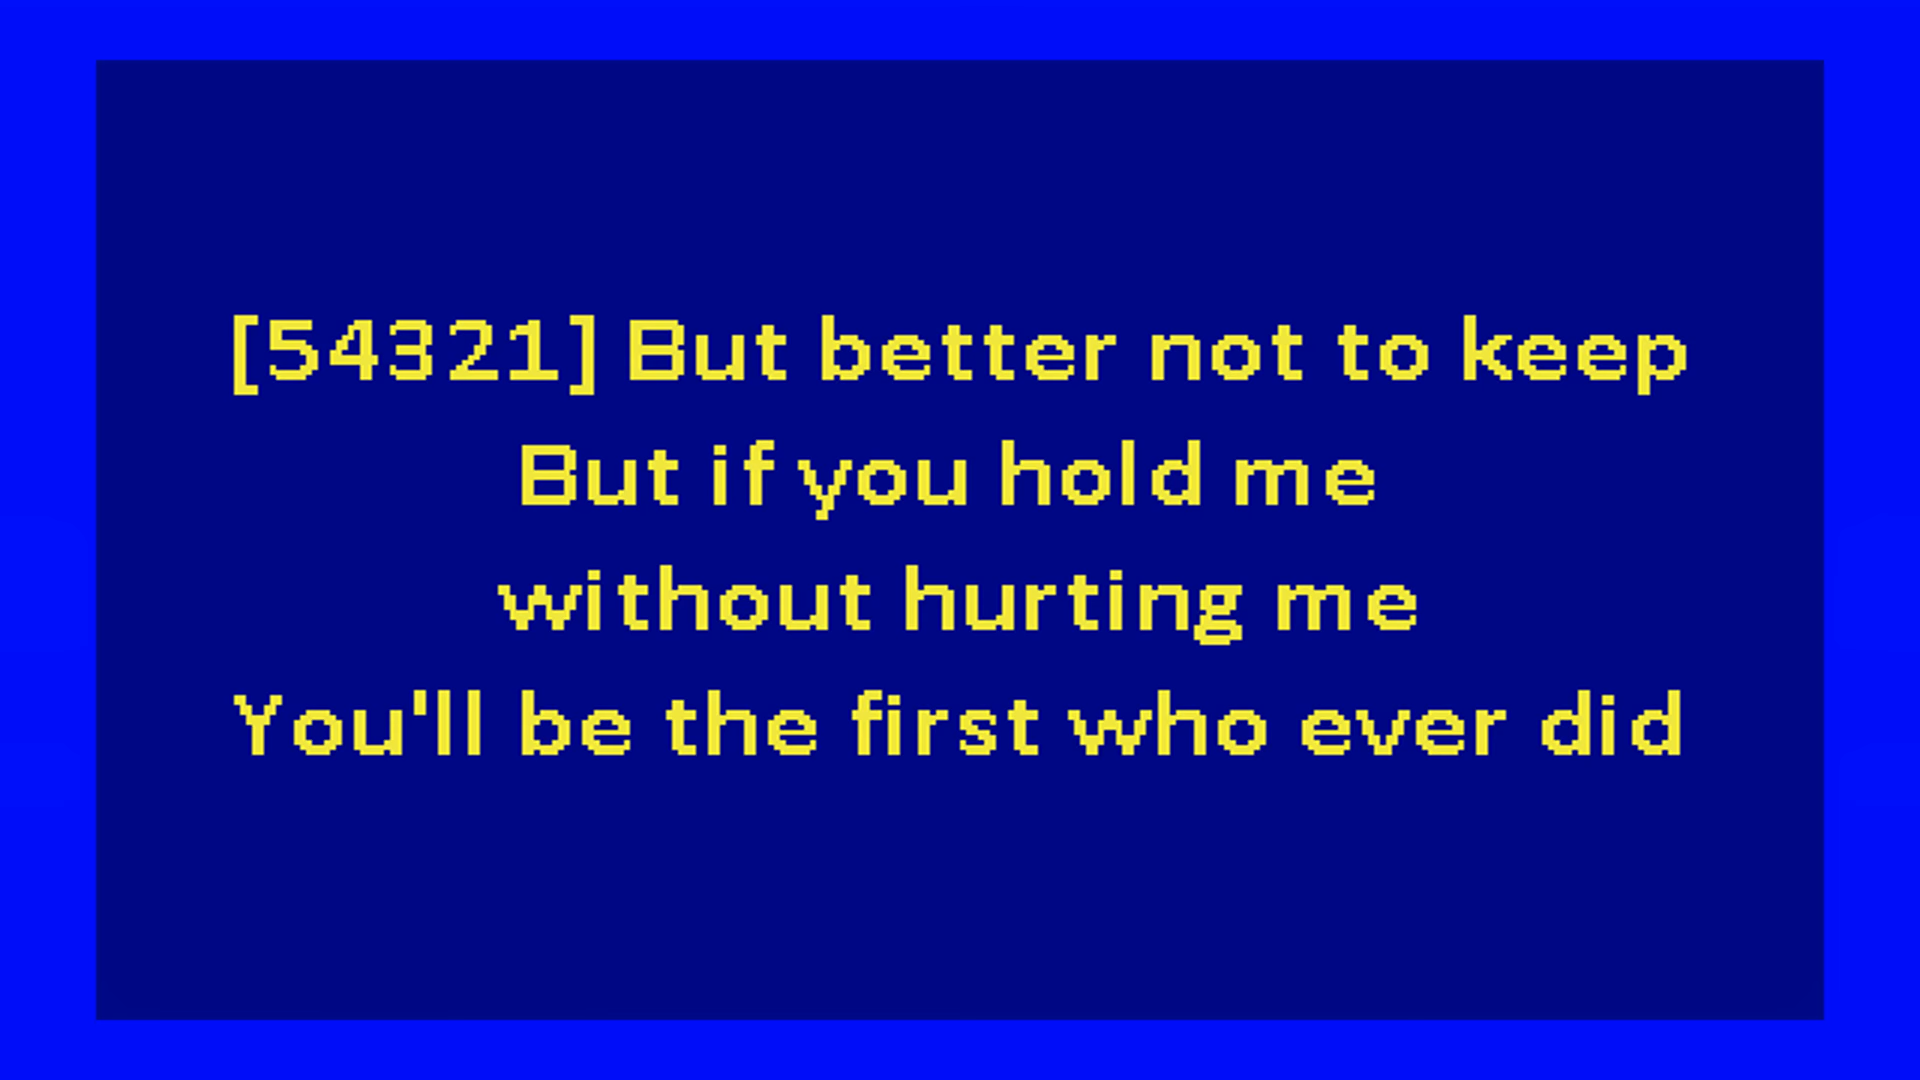 [54321] But better not to keep
But if you hold me
without hurting me
You'll be the first who ever did